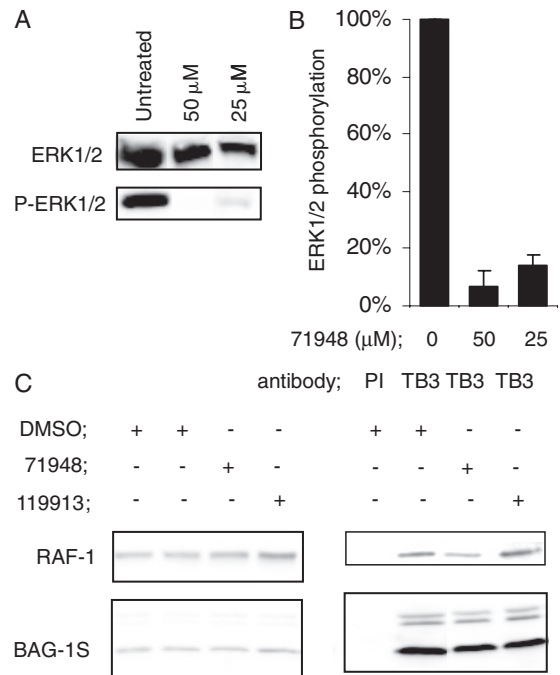 A
Untreated
50 µM
25 µM
ERK1/2
P-ERK1/2
B
ERK1/2 phosphorylation
100%
80%
60%
40%
20%
0%
71948 (µM); 0 50 25
C
antibody; PI TB3 TB3 TB3
DMSO; + + - - + + - -
71948; - - + - - - + -
119913; - - - + - - - +
RAF-1
BAG-1S